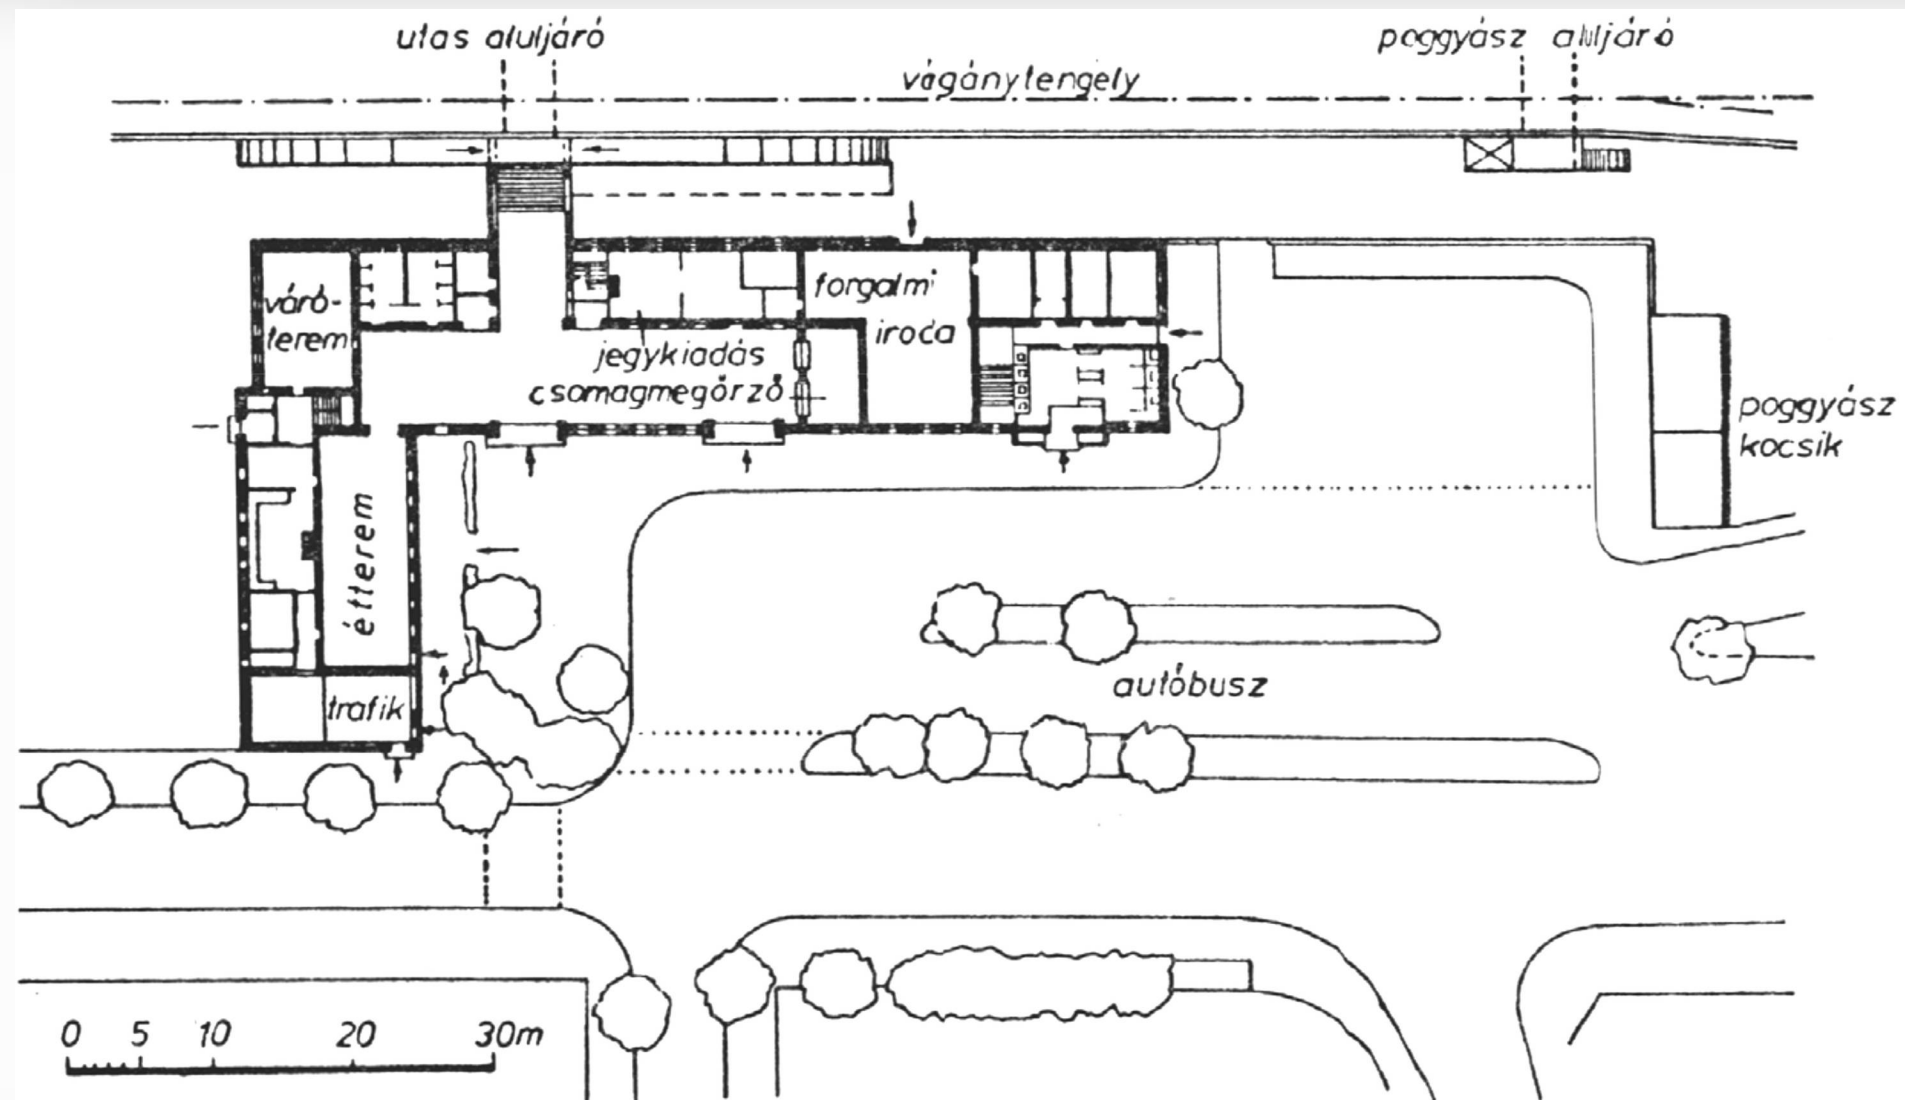 utas aluljáró
poggyász aluljáró
vágánytengely
váró-
terem
forgalmi
iroda
jegykiadás
csomagmegőrző
poggyász
kocsik
étterem
autóbusz
trafik
0 5 10 20 30m